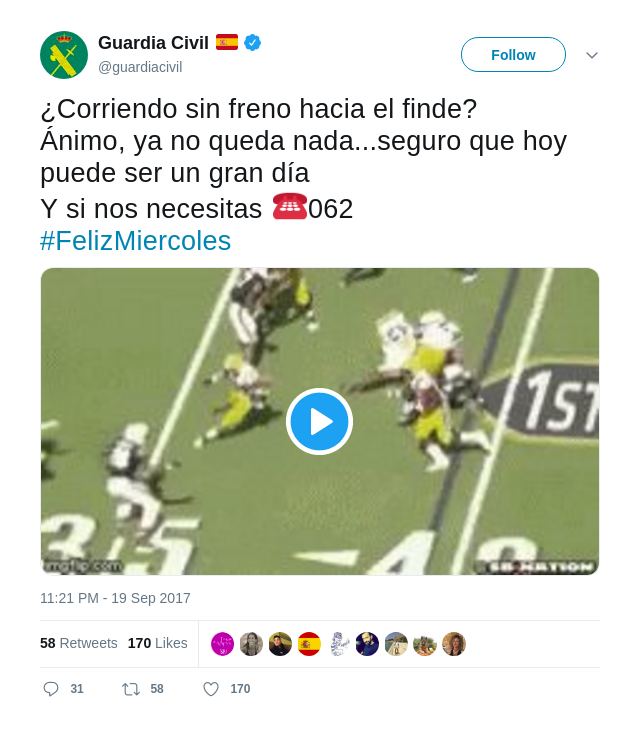 Guardia Civil
@guardiacivil
Follow
¿Corriendo sin freno hacia el finde?
Ánimo, ya no queda nada...seguro que hoy
puede ser un gran día
Y si nos necesitas ☎062
#FelizMiercoles
1ST
35
40
imgflip.com
SB NATION
11:21 PM - 19 Sep 2017
58 Retweets 170 Likes
31 58 170